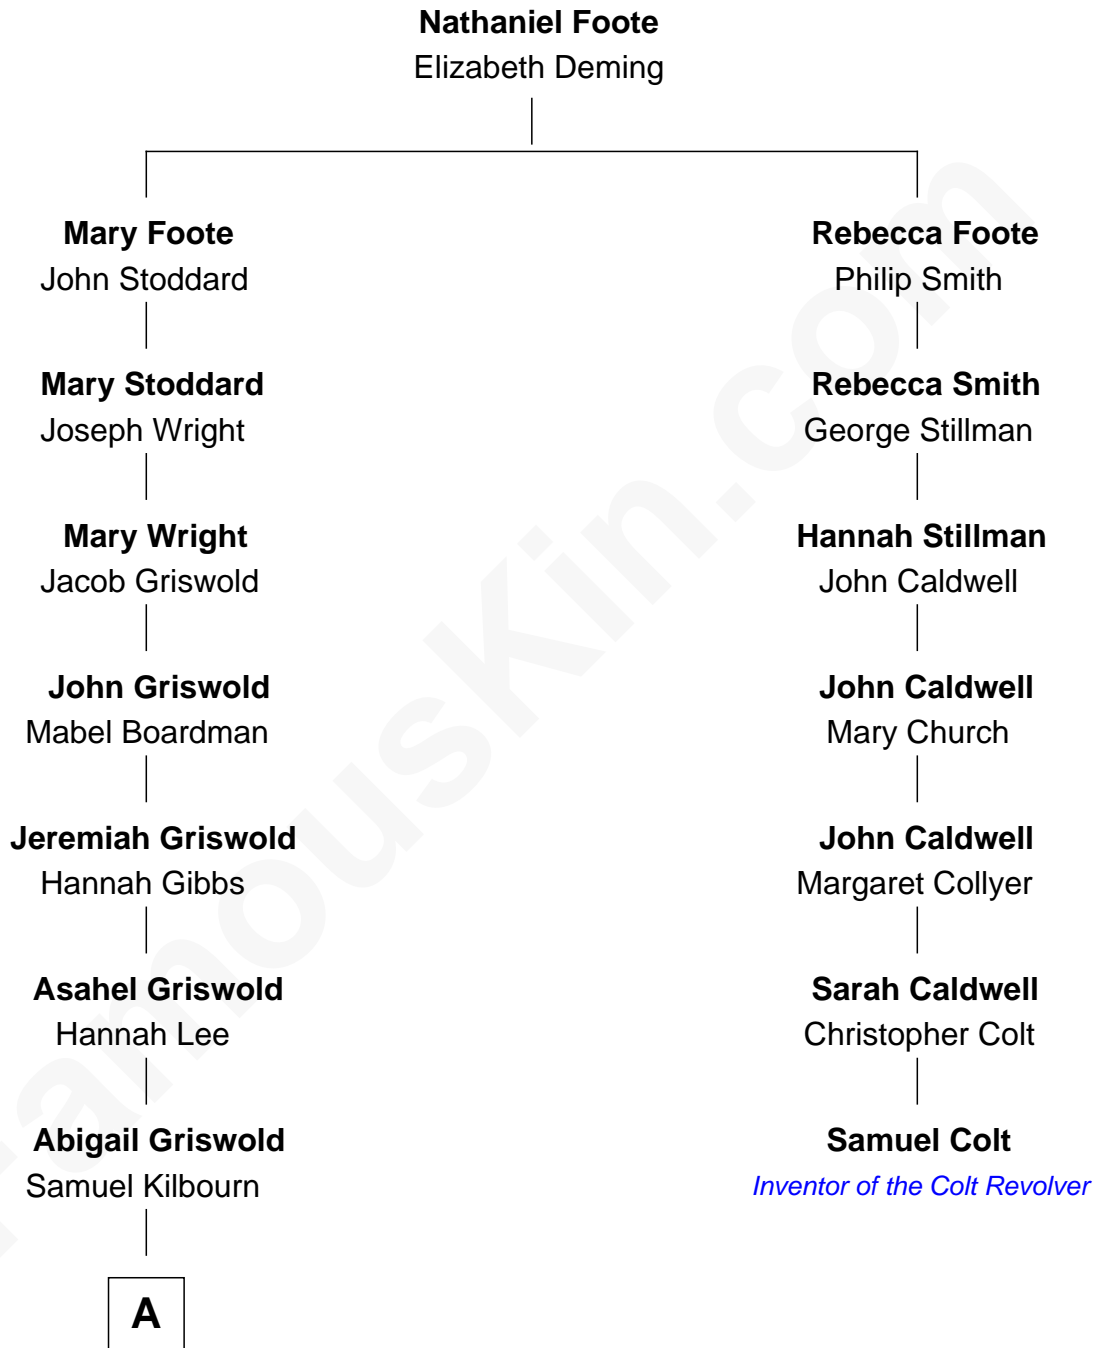 Nathaniel Foote
Elizabeth Deming
Mary Foote
John Stoddard
Rebecca Foote
Philip Smith
Mary Stoddard
Joseph Wright
Rebecca Smith
George Stillman
Mary Wright
Jacob Griswold
Hannah Stillman
John Caldwell
John Griswold
Mabel Boardman
John Caldwell
Mary Church
Jeremiah Griswold
Hannah Gibbs
John Caldwell
Margaret Collyer
Asahel Griswold
Hannah Lee
Sarah Caldwell
Christopher Colt
Abigail Griswold
Samuel Kilbourn
Samuel Colt
Inventor of the Colt Revolver
A
FamousKin.com